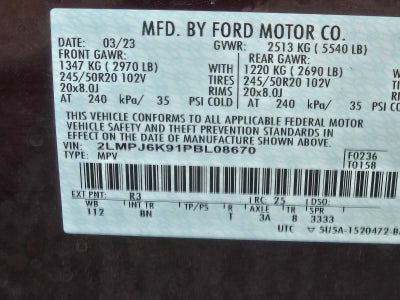 MFD. BY FORD MOTOR CO.
DATE: 03/23 GVWR: 2513 KG ( 5540 LB)
FRONT GAWR: REAR GAWR:
1347 KG ( 2970 LB) 1220 KG ( 2690 LB)
245/50R20 102V TIRES 245/50R20 102V
20x8.0J RIMS 20x8.0J
AT 240 kPa/ 35 PSI COLD AT 240 kPa/ 35 PSI COLD
THIS VEHICLE CONFORMS TO ALL APPLICABLE FEDERAL MOTOR
VEHICLE SAFETY AND THEFT PREVENTION STANDARDS IN EFFECT
ON THE DATE OF MANUFACTURE SHOWN ABOVE.
VIN: 2LMPJ6K91PBL08670 F0236
TYPE: MPV T0158
EXT PNT: R3 RC: 25 DSO:
WB INT TR TP/PS R AXLE TR SPR
112 BN T 3A 8 3333
UTC